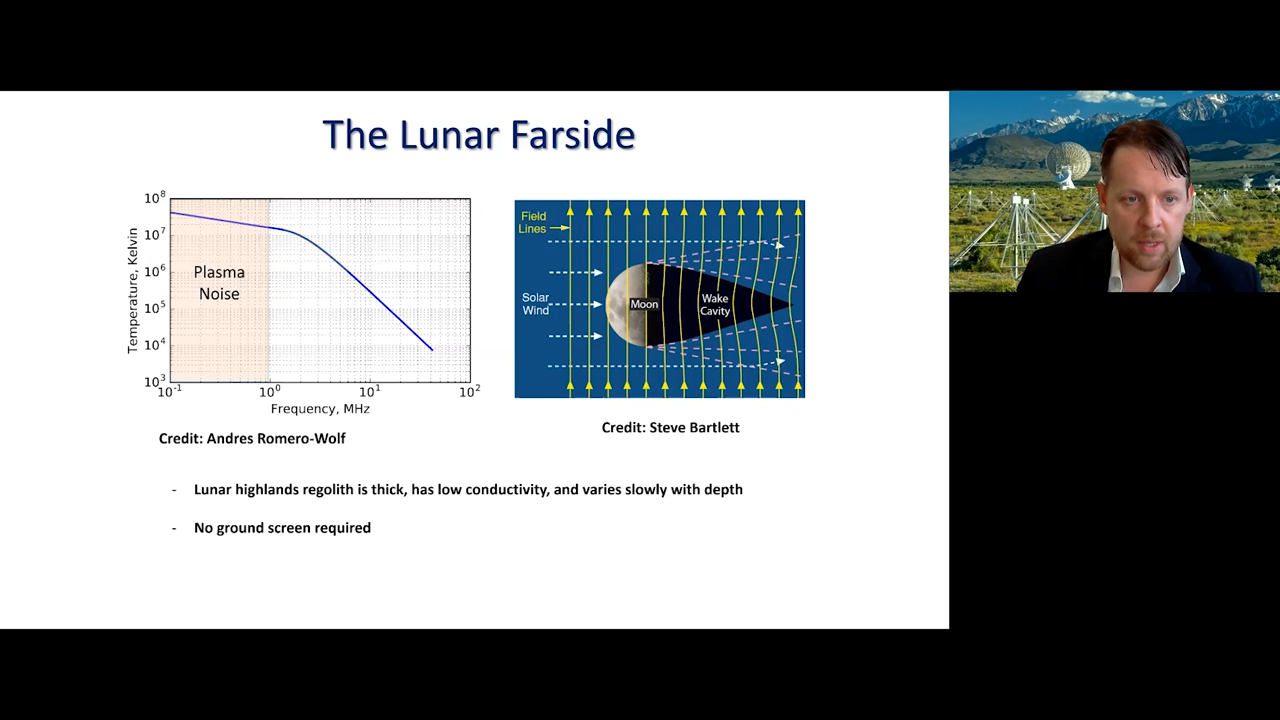 The Lunar Farside
10⁸
10⁷
10⁶
10⁵
10⁴
10³
Temperature, Kelvin
Plasma
Noise
10⁻¹
10⁰
10¹
10²
Frequency, MHz
Credit: Andres Romero-Wolf
Field
Lines
Solar
Wind
Moon
Wake
Cavity
Credit: Steve Bartlett
- Lunar highlands regolith is thick, has low conductivity, and varies slowly with depth
- No ground screen required